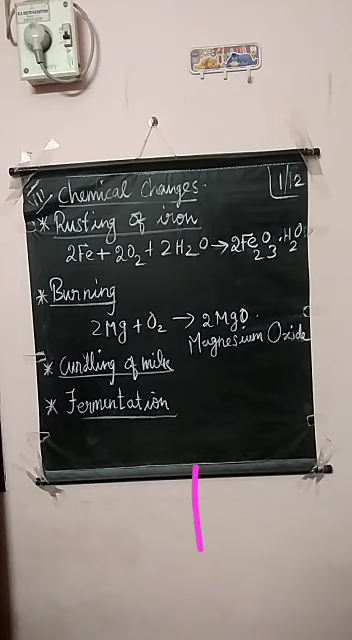 II) Chemical Changes.
1/12
* Rusting of iron
2Fe + 2O₂ + 2H₂O → 2Fe₂O₃.H₂O.
* Burning
2Mg + O₂ → 2MgO.
Magnesium Oxide
* Curdling of milk
* Fermentation